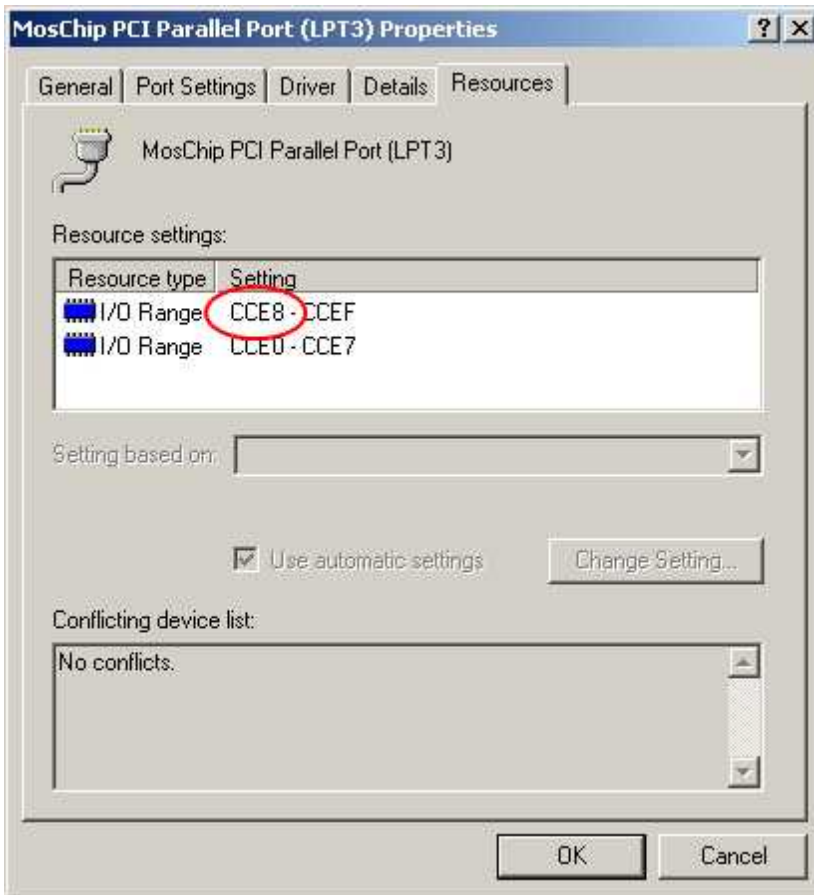 MosChip PCI Parallel Port (LPT3) Properties
General Port Settings Driver Details Resources
MosChip PCI Parallel Port (LPT3)
Resource settings:
Resource type Setting
I/O Range CCE8 - CCEF
I/O Range CCE0 - CCE7
Setting based on:
Use automatic settings Change Setting...
Conflicting device list:
No conflicts.
OK Cancel